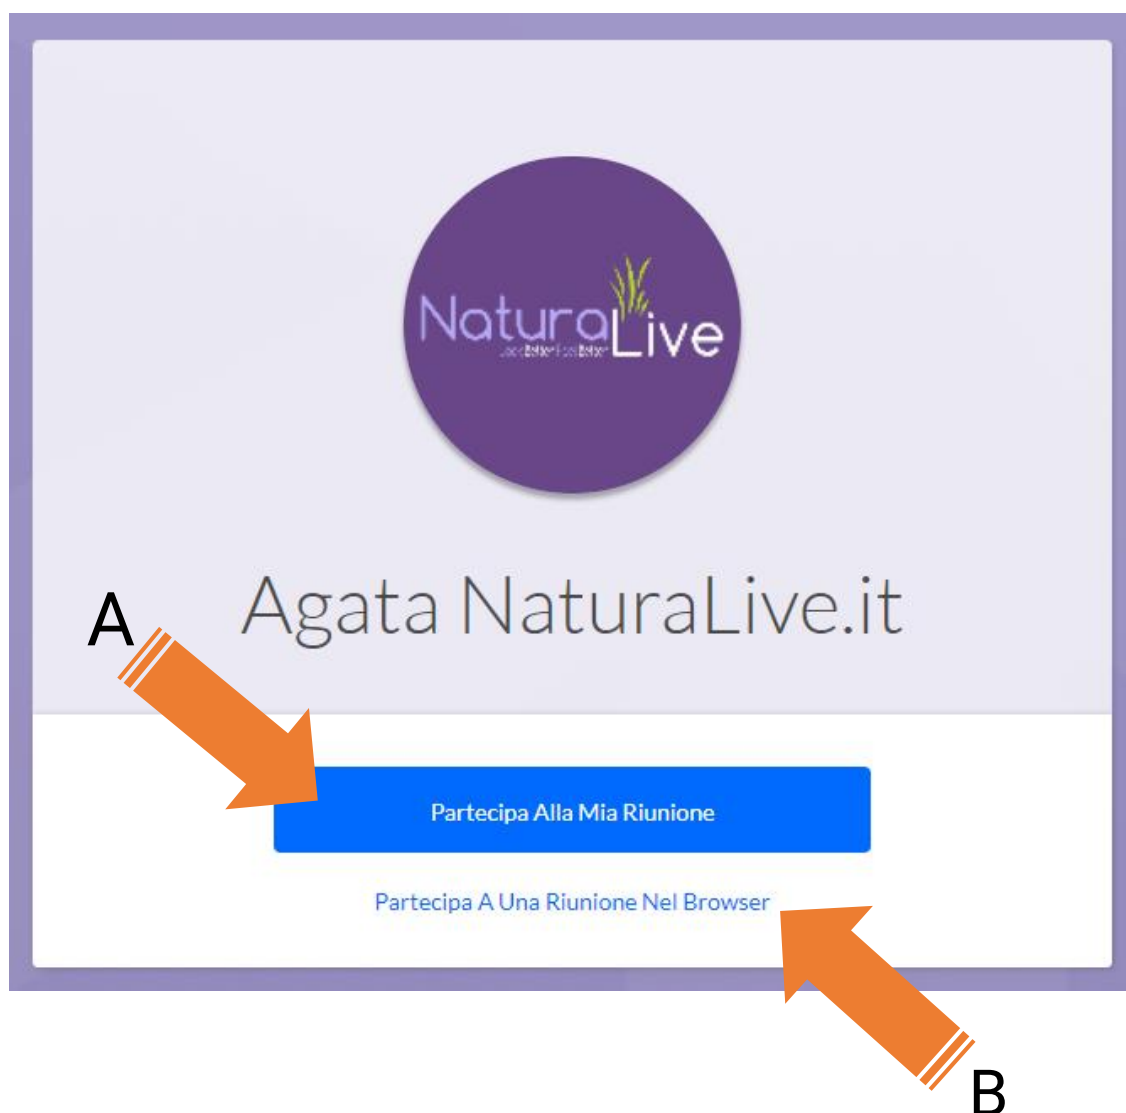 NaturaLive
Agata NaturaLive.it
A
Partecipa Alla Mia Riunione
Partecipa A Una Riunione Nel Browser
B